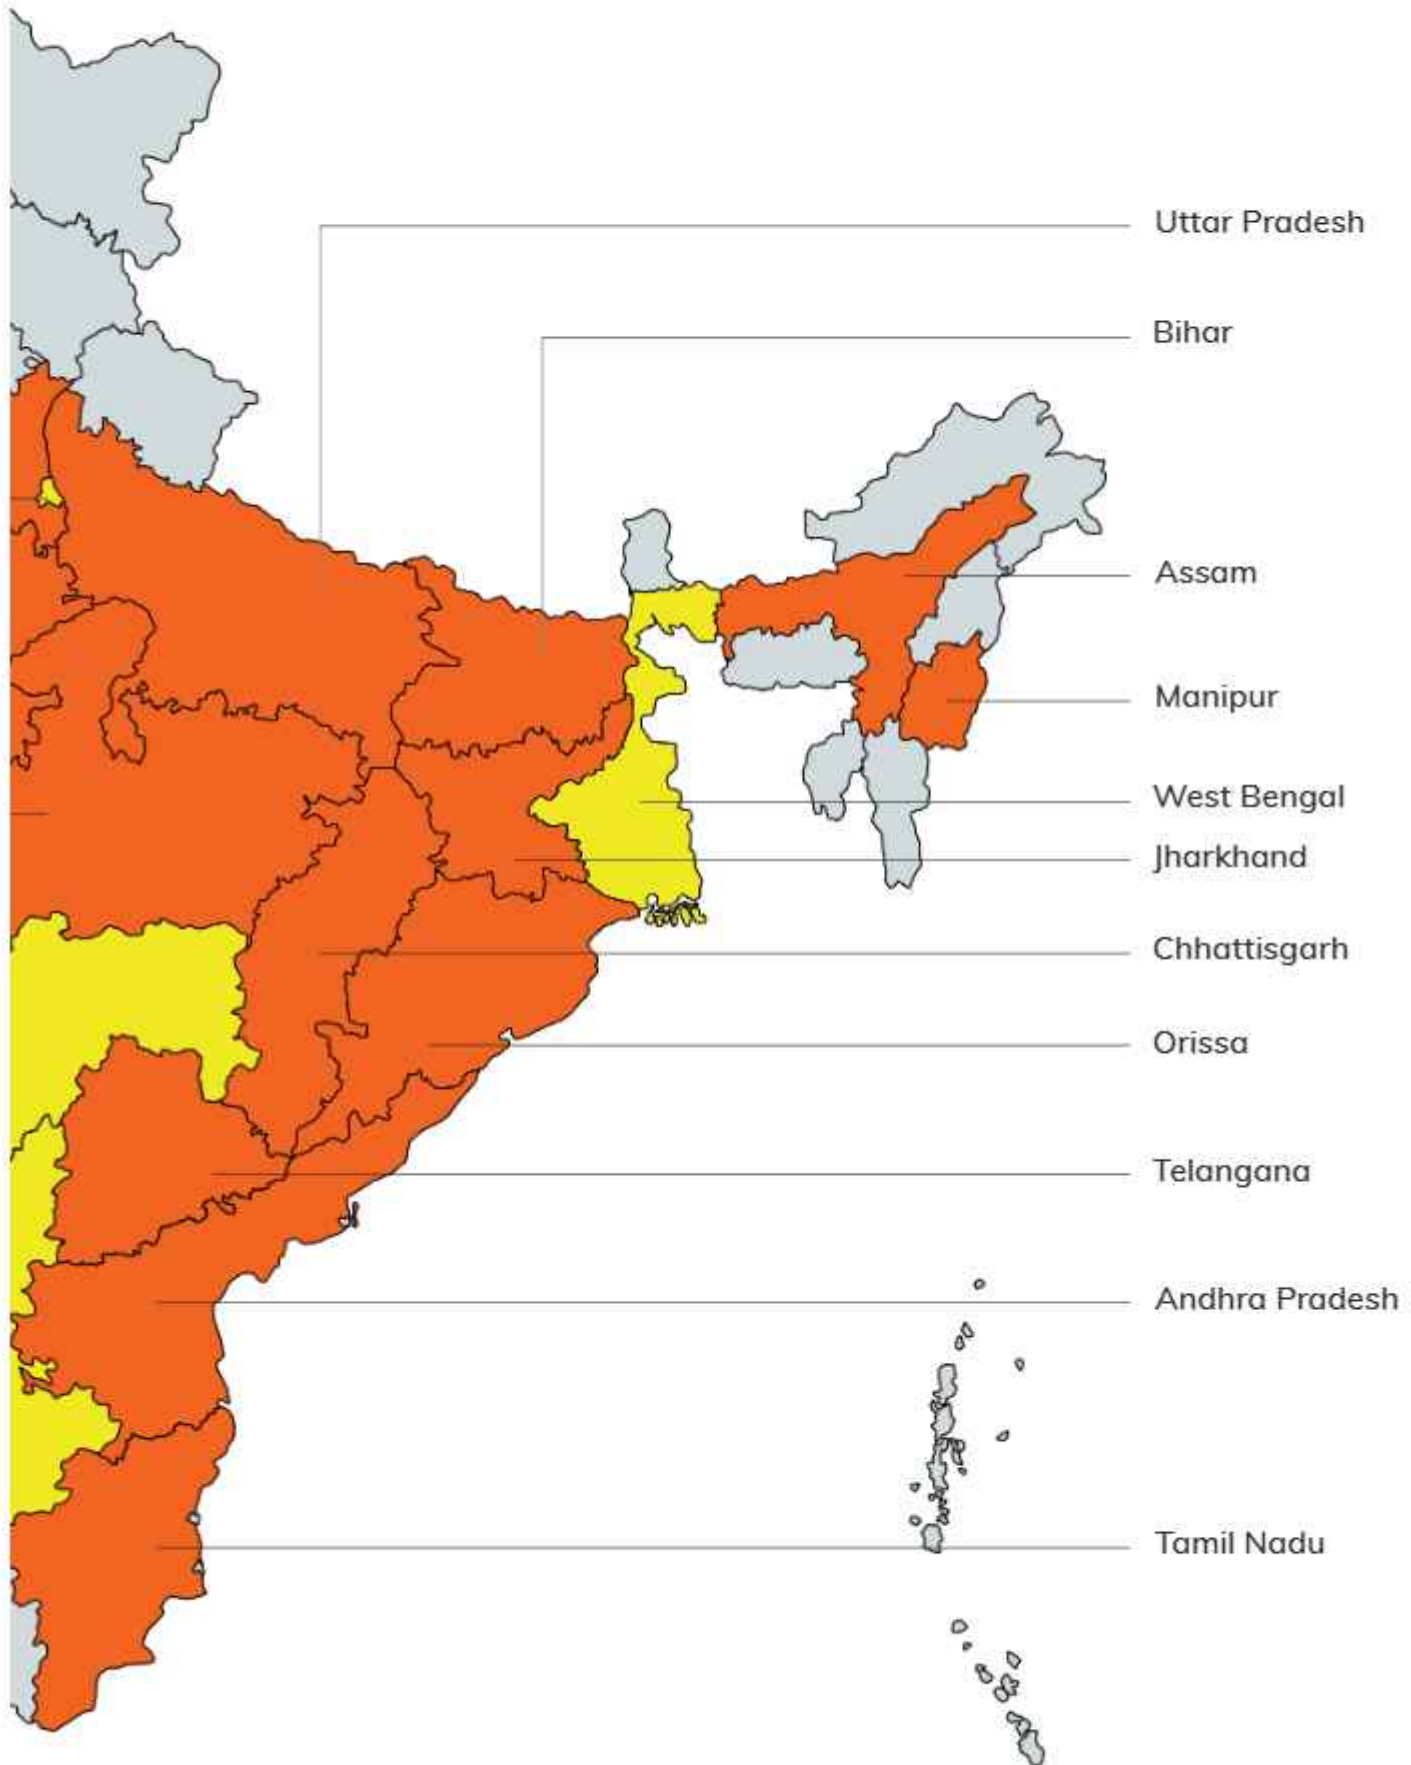 Uttar Pradesh
Bihar
Assam
Manipur
West Bengal
Jharkhand
Chhattisgarh
Orissa
Telangana
Andhra Pradesh
Tamil Nadu